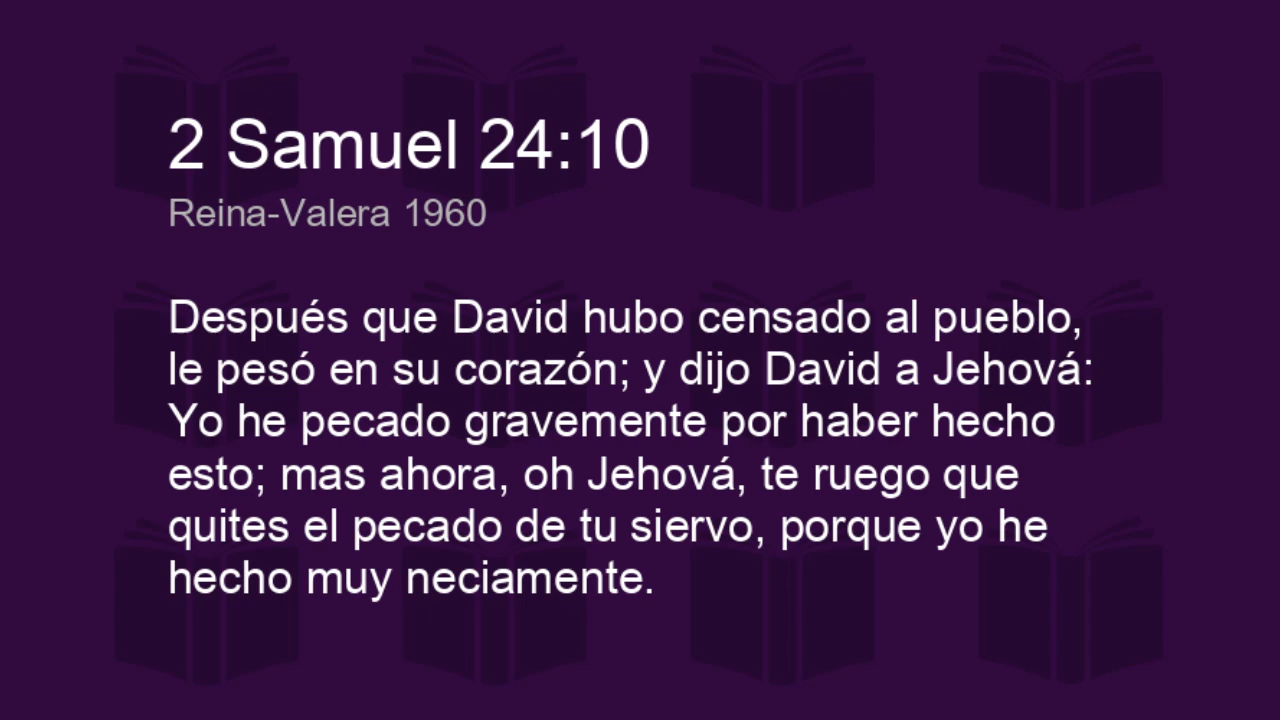 2 Samuel 24:10
Reina-Valera 1960
Después que David hubo censado al pueblo,
le pesó en su corazón; y dijo David a Jehová:
Yo he pecado gravemente por haber hecho
esto; mas ahora, oh Jehová, te ruego que
quites el pecado de tu siervo, porque yo he
hecho muy neciamente.